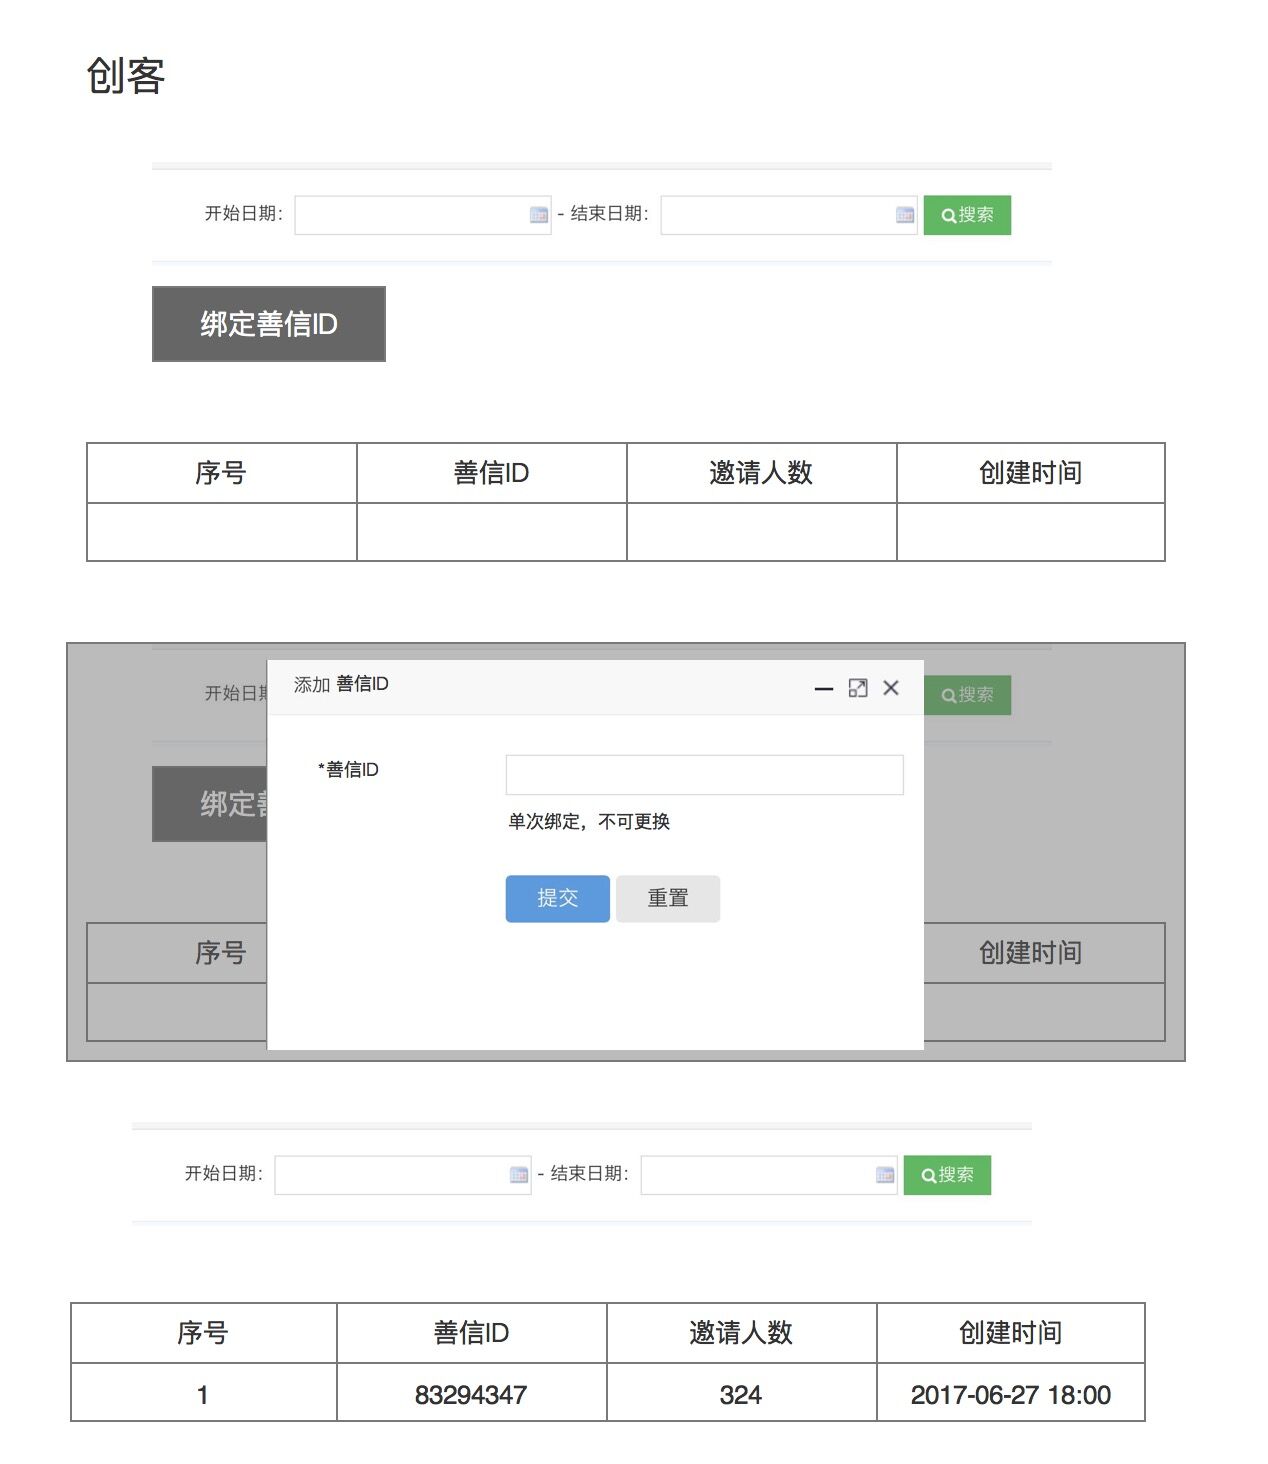 创客
开始日期： - 结束日期： 搜索
绑定善信ID
序号 善信ID 邀请人数 创建时间
添加 善信ID
开始日 搜索
*善信ID
绑定善
单次绑定，不可更换
提交 重置
序号 创建时间
开始日期： - 结束日期： 搜索
序号 善信ID 邀请人数 创建时间
1 83294347 324 2017-06-27 18:00